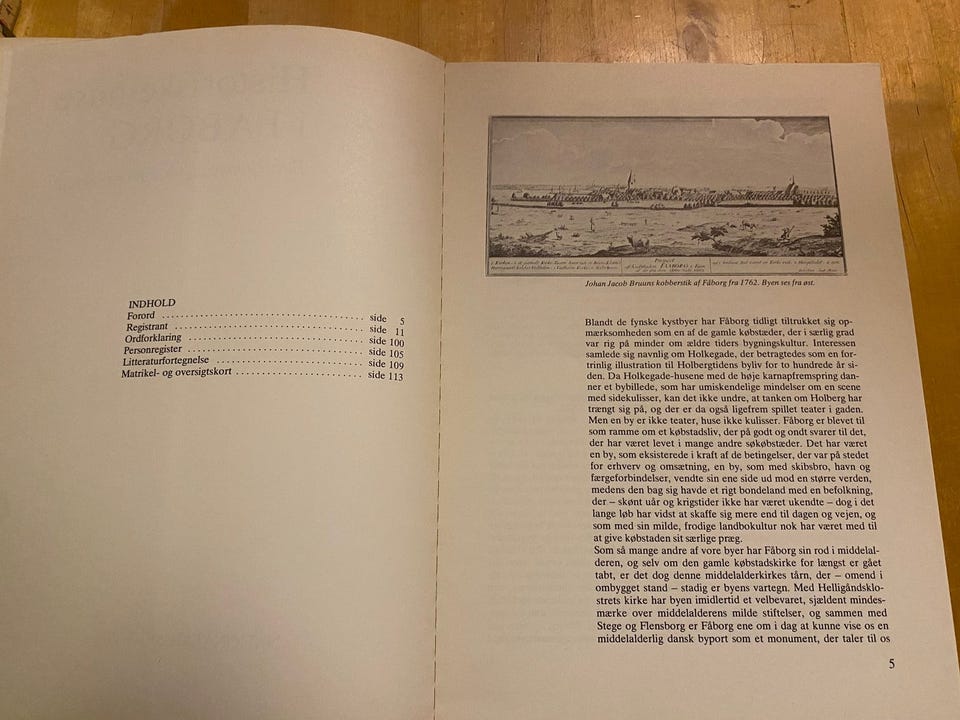 INDHOLD
Forord . . . . . . . . . . . . . . . . . . . . . . . . . . . . . . . . side 5
Registrant . . . . . . . . . . . . . . . . . . . . . . . . . . . . . . side 11
Ordforklaring . . . . . . . . . . . . . . . . . . . . . . . . . . . side 100
Personregister . . . . . . . . . . . . . . . . . . . . . . . . . . side 105
Litteraturfortegnelse . . . . . . . . . . . . . . . . . . . . . side 109
Matrikel- og oversigtskort . . . . . . . . . . . . . . . . . side 113
Prospect
FAABORG
Johan Jacob Bruuns kobberstik af Fåborg fra 1762. Byen ses fra øst.
Blandt de fynske kystbyer har Fåborg tidligt tiltrukket sig op-
mærksomheden som en af de gamle købstæder, der i særlig grad
var rig på minder om ældre tiders bygningskultur. Interessen
samlede sig navnlig om Holkegade, der betragtedes som en for-
trinlig illustration til Holbergtidens byliv for to hundrede år si-
den. Da Holkegade-husene med de høje karnapfremspring dan-
ner et bybillede, som har umiskendelige mindelser om en scene
med sidekulisser, kan det ikke undre, at tanken om Holberg har
trængt sig på, og der er da også ligefrem spillet teater i gaden.
Men en by er ikke teater, huse ikke kulisser. Fåborg er blevet til
som ramme om et købstadsliv, der på godt og ondt svarer til det,
der har været levet i mange andre søkøbstæder. Det har været
en by, som eksisterede i kraft af de betingelser, der var på stedet
for erhverv og omsætning, en by, som med skibsbro, havn og
færgeforbindelser, vendte sin ene side ud mod en større verden,
medens den bag sig havde et rigt bondeland med en befolkning,
der – skønt uår og krigstider ikke har været ukendte – dog i det
lange løb har vidst at skaffe sig mere end til dagen og vejen, og
som med sin milde, frodige landbokultur nok har været med til
at give købstaden sit særlige præg.
Som så mange andre af vore byer har Fåborg sin rod i middelal-
deren, og selv om den gamle købstadskirke for længst er gået
tabt, er det dog denne middelalderkirkes tårn, der – omend i
ombygget stand – stadig er byens vartegn. Med Helligåndsklo-
strets kirke har byen imidlertid et velbevaret, sjældent mindes-
mærke over middelalderens milde stiftelser, og sammen med
Stege og Flensborg er Fåborg ene om i dag at kunne vise os en
middelalderlig dansk byport som et monument, der taler til os
5